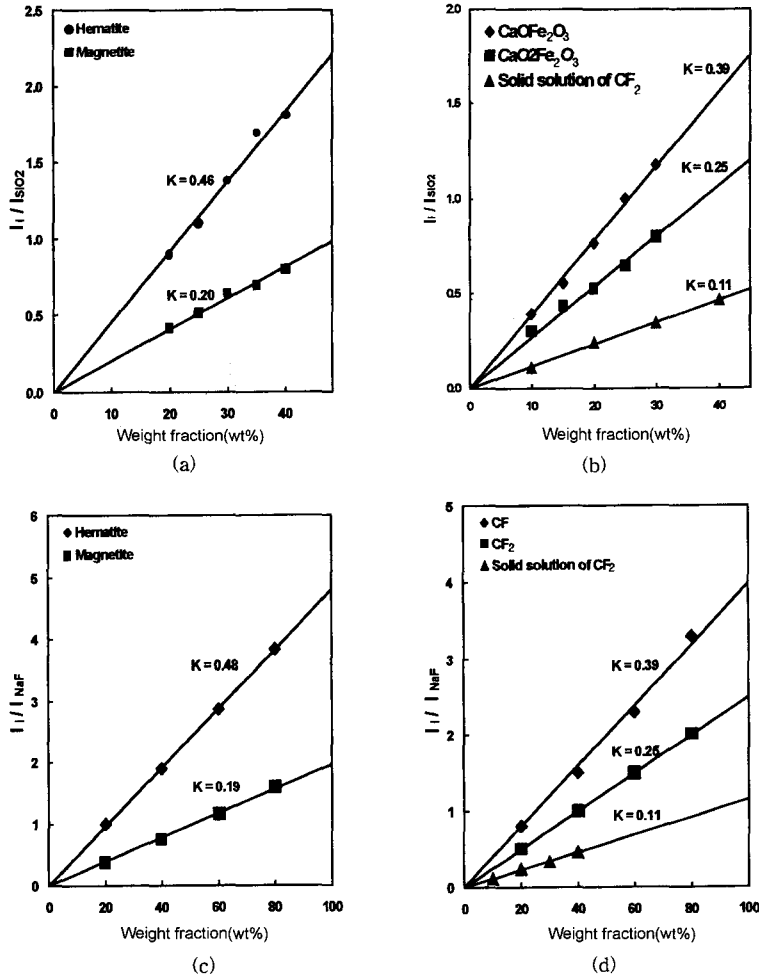 Hematite
Magnetite
I i / I SiO2
2.5
2.0
1.5
1.0
0.5
0.0
K = 0.46
K = 0.20
0 10 20 30 40
Weight fraction(wt%)
(a)
CaOFe2O3
CaO2Fe2O3
Solid solution of CF2
Ii / ISiO2
2.0
1.5
1.0
0.5
0.0
K = 0.39
K = 0.25
K = 0.11
0 10 20 30 40
Weight fraction(wt%)
(b)
Hematite
Magnetite
I i / I NaF
6
5
4
3
2
1
0
K = 0.48
K = 0.19
0 20 40 60 80 100
Weight fraction(wt%)
(c)
CF
CF2
Solid solution of CF2
I i / I NaF
5
4
3
2
1
0
K = 0.39
K = 0.25
K = 0.11
0 20 40 60 80 100
Weight fraction(wt%)
(d)